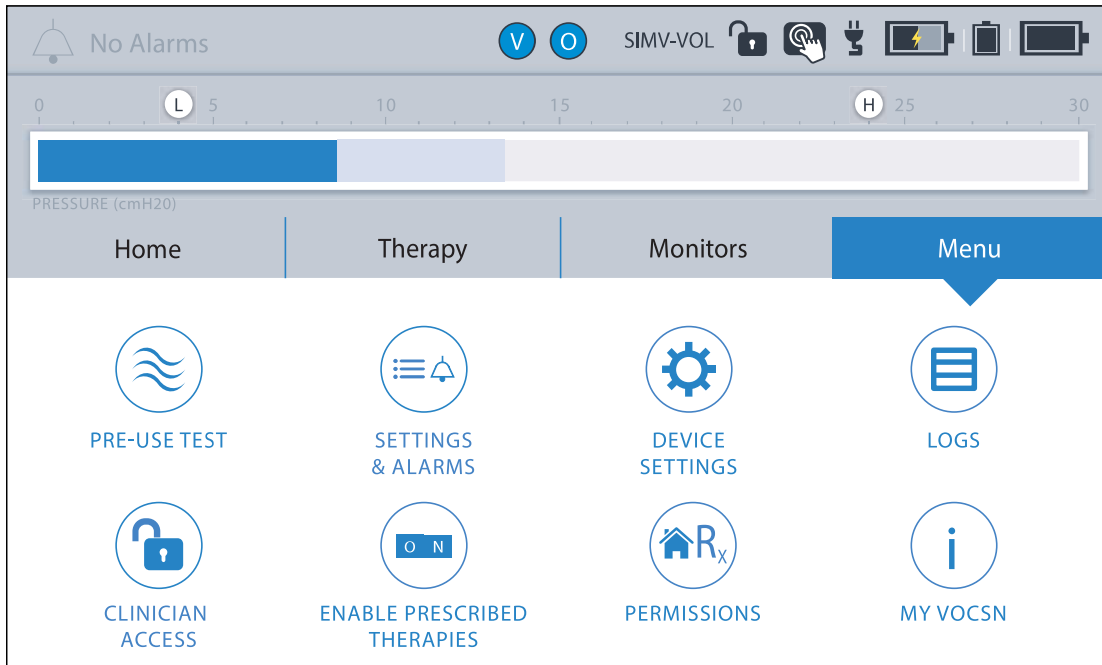 No Alarms
V O SIMV-VOL
0 L 5 10 15 20 H 25 30
PRESSURE (cmH20)
Home Therapy Monitors Menu
PRE-USE TEST
SETTINGS
& ALARMS
DEVICE
SETTINGS
LOGS
CLINICIAN
ACCESS
O N
ENABLE PRESCRIBED
THERAPIES
Rx
PERMISSIONS
i
MY VOCSN